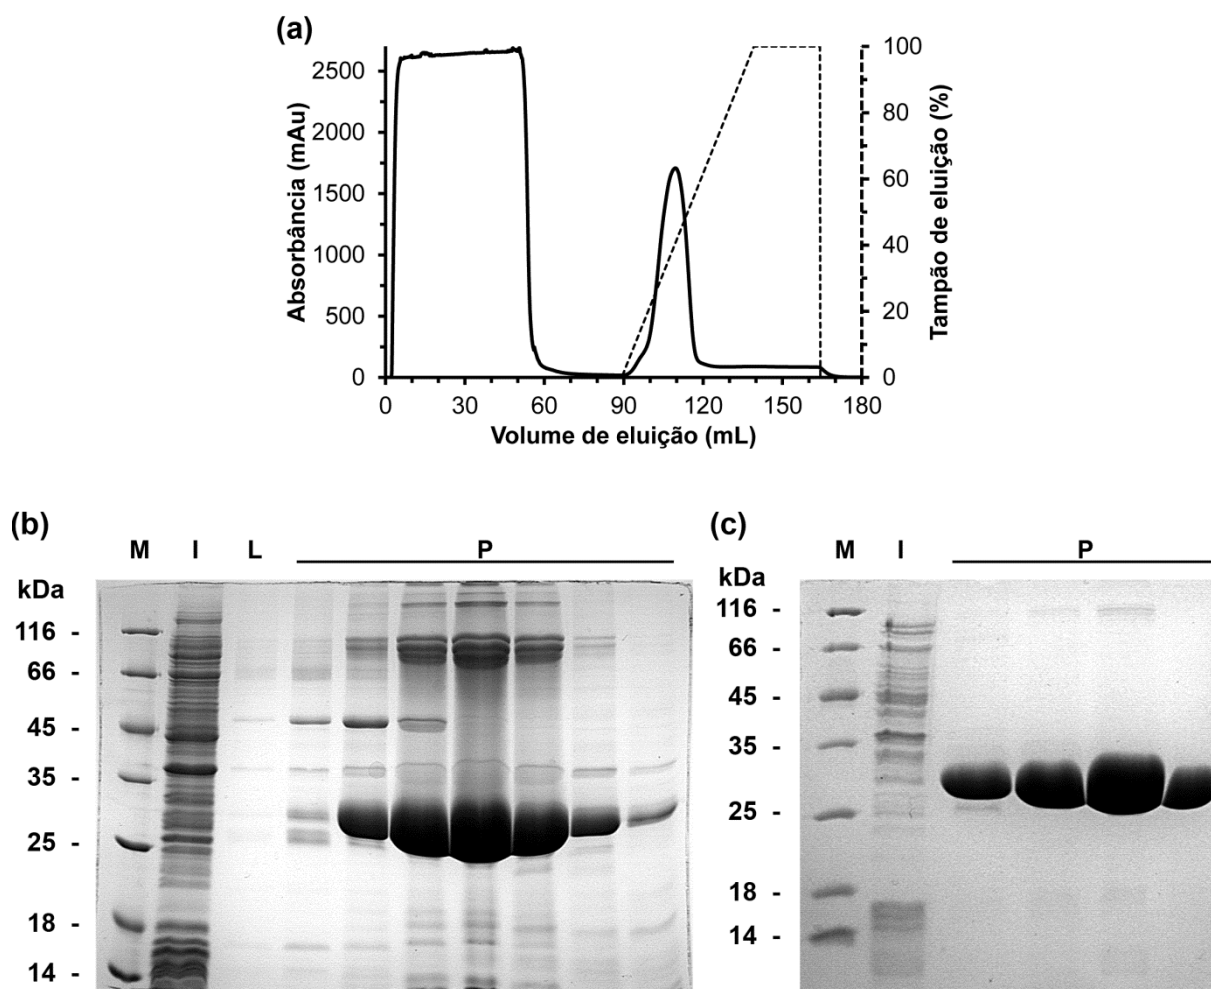 (a)
Absorbância (mAu)
2500
2000
1500
1000
500
0
100
80
60
40
20
0
Tampão de eluição (%)
0 30 60 90 120 150 180
Volume de eluição (mL)
(b)
M I L P
kDa
116 -
66 -
45 -
35 -
25 -
18 -
14 -
(c)
M I P
kDa
116 -
66 -
45 -
35 -
25 -
18 -
14 -